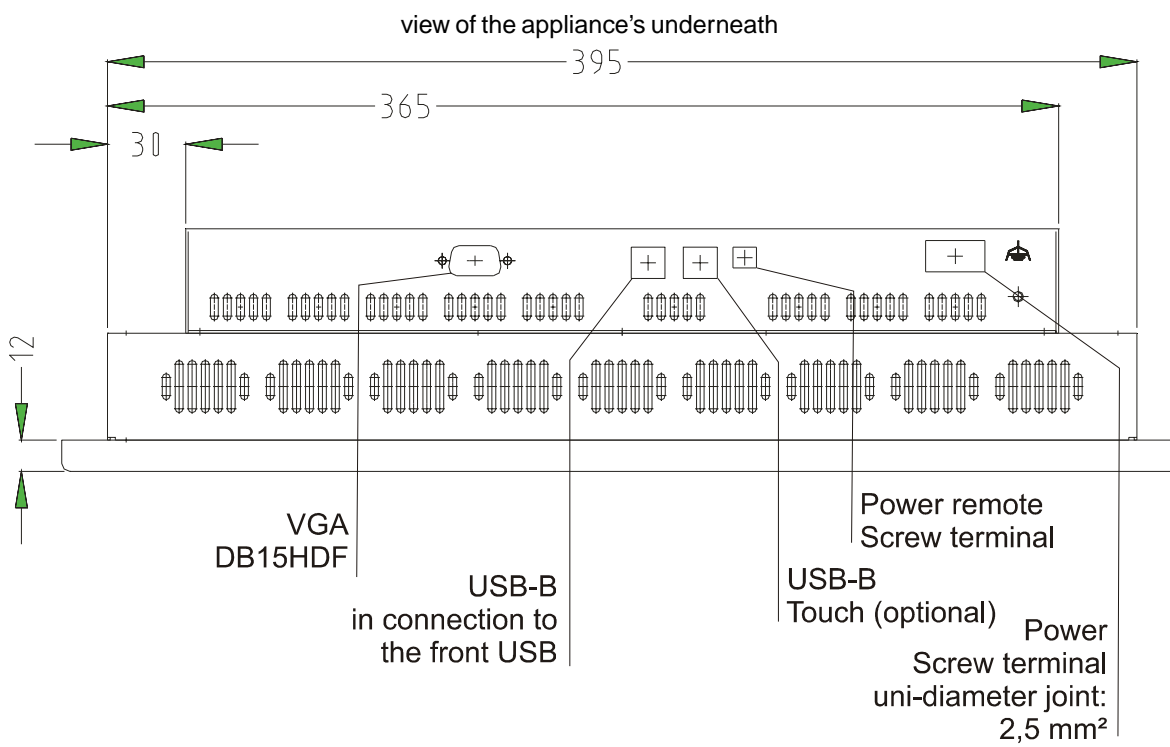 view of the appliance's underneath
395
365
30
12
VGA
DB15HDF
USB-B
in connection to
the front USB
Power remote
Screw terminal
USB-B
Touch (optional)
Power
Screw terminal
uni-diameter joint:
2,5 mm²